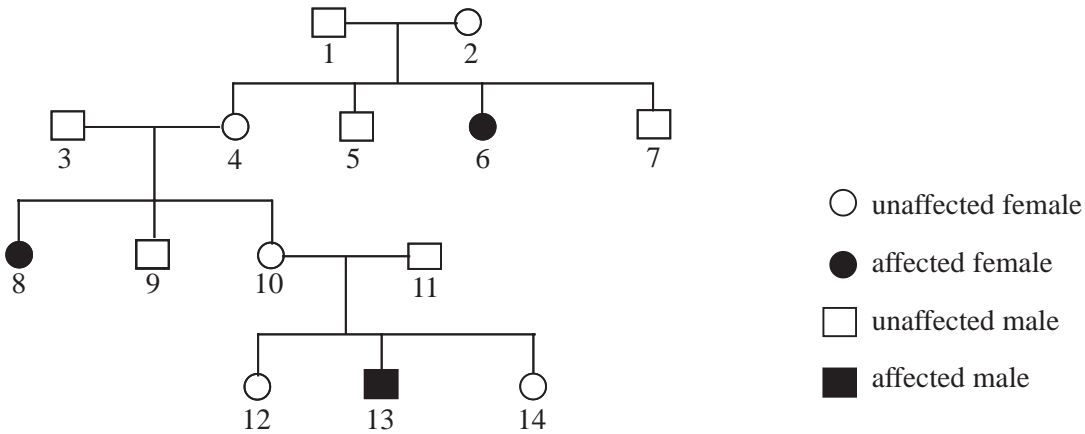 1 2
3 4 5 6 7
8 9 10 11
12 13 14
unaffected female
affected female
unaffected male
affected male